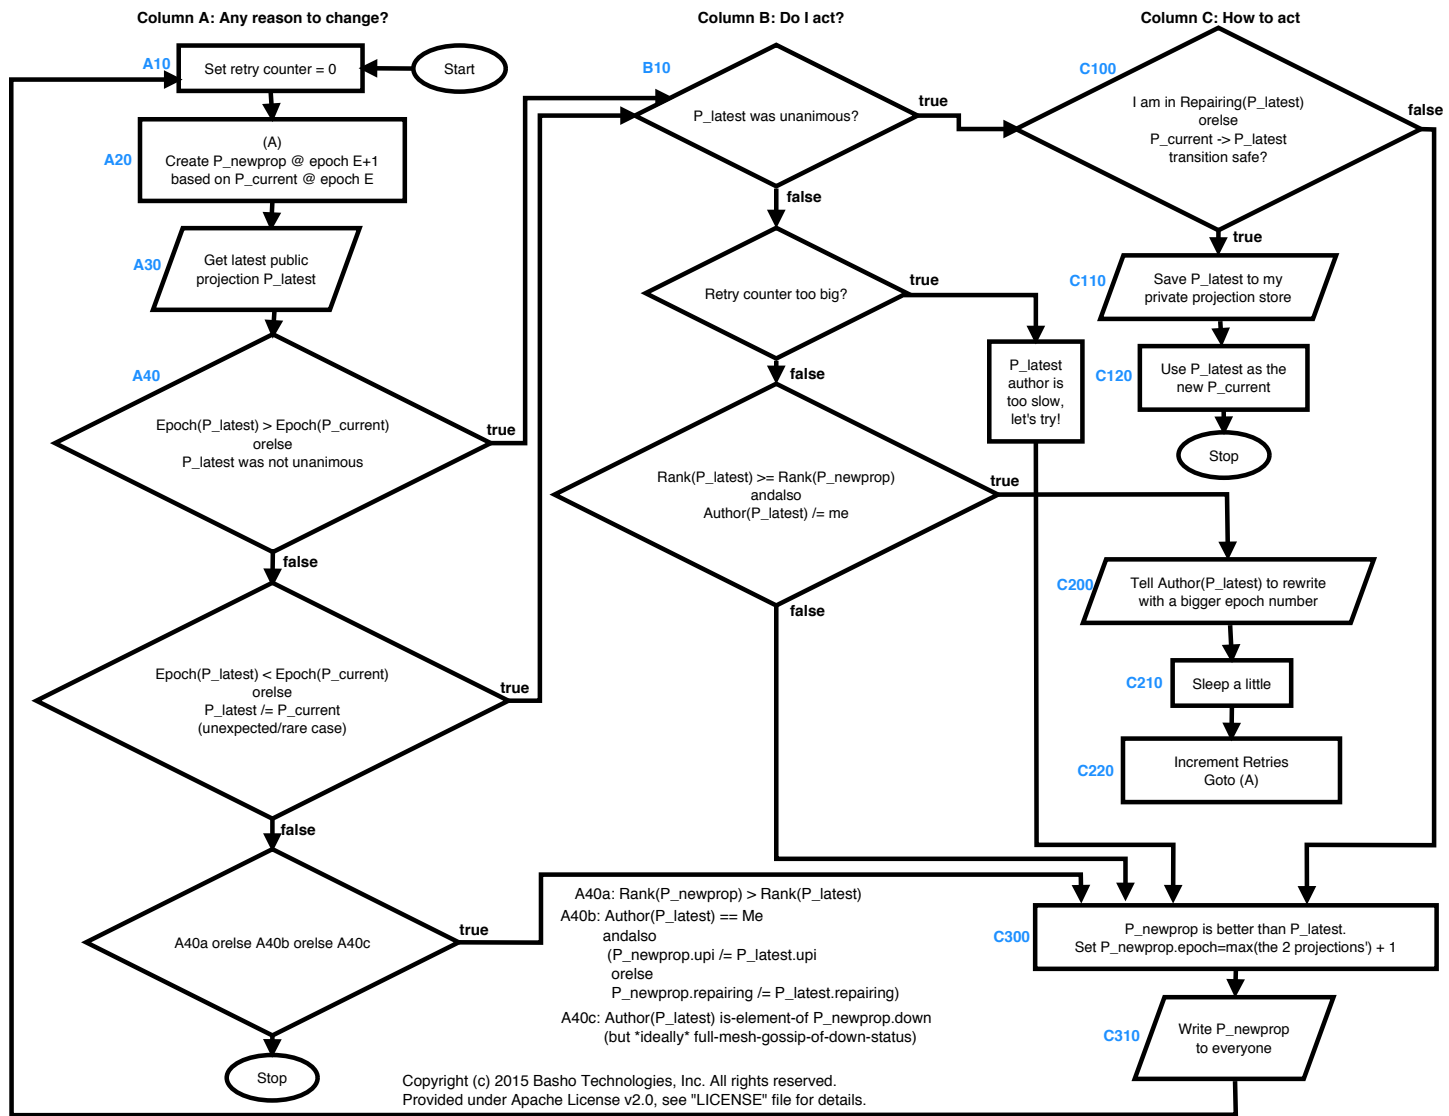 Column A: Any reason to change?
A10
Set retry counter = 0
Start
A20
(A)
Create P_newprop @ epoch E+1
based on P_current @ epoch E
A30
Get latest public
projection P_latest
A40
Epoch(P_latest) > Epoch(P_current)
orelse
P_latest was not unanimous
true
false
Epoch(P_latest) < Epoch(P_current)
orelse
P_latest /= P_current
(unexpected/rare case)
true
false
A40a orelse A40b orelse A40c
true
Stop
Column B: Do I act?
B10
P_latest was unanimous?
true
false
Retry counter too big?
true
false
P_latest
author is
too slow,
let's try!
Rank(P_latest) >= Rank(P_newprop)
andalso
Author(P_latest) /= me
true
false
A40a: Rank(P_newprop) > Rank(P_latest)
A40b: Author(P_latest) == Me
andalso
(P_newprop.upi /= P_latest.upi
orelse
P_newprop.repairing /= P_latest.repairing)
A40c: Author(P_latest) is-element-of P_newprop.down
(but *ideally* full-mesh-gossip-of-down-status)
Column C: How to act
C100
I am in Repairing(P_latest)
orelse
P_current -> P_latest
transition safe?
false
true
C110
Save P_latest to my
private projection store
C120
Use P_latest as the
new P_current
Stop
C200
Tell Author(P_latest) to rewrite
with a bigger epoch number
C210
Sleep a little
C220
Increment Retries
Goto (A)
C300
P_newprop is better than P_latest.
Set P_newprop.epoch=max(the 2 projections') + 1
C310
Write P_newprop
to everyone
Copyright (c) 2015 Basho Technologies, Inc. All rights reserved.
Provided under Apache License v2.0, see "LICENSE" file for details.